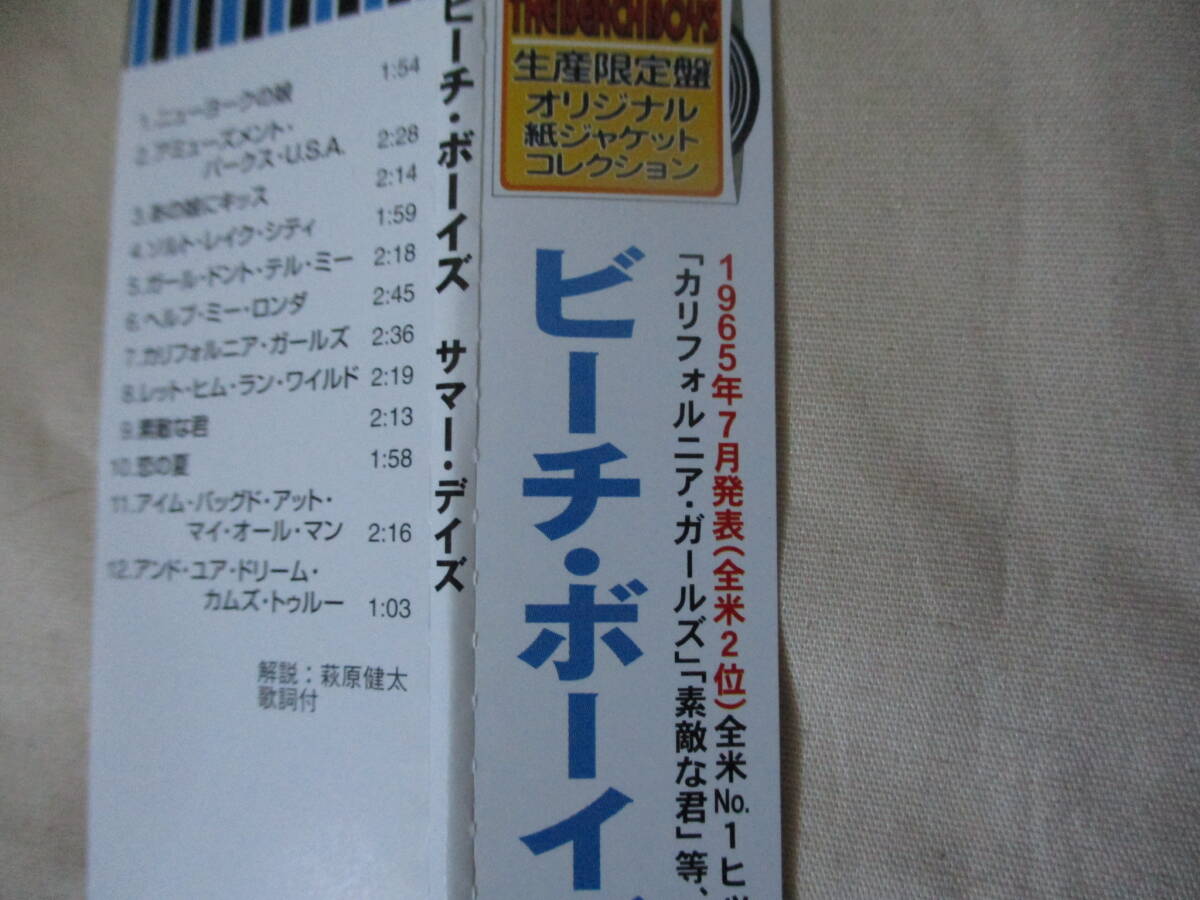 1.ニューヨークの娘 1:54
2.アミューズメント・
パークス・U.S.A. 2:28
3.あの娘にキッス 2:14
4.ソルト・レイク・シティ 1:59
5.ガール・ドント・テル・ミー 2:18
6.ヘルプ・ミー・ロンダ 2:45
7.カリフォルニア・ガールズ 2:36
8.レット・ヒム・ラン・ワイルド 2:19
9.素敵な君 2:13
10.恋の夏 1:58
11.アイム・バッグド・アット・
マイ・オール・マン 2:16
12.アンド・ユア・ドリーム・
カムズ・トゥルー 1:03
解説：萩原健太
歌詞付
ビーチ・ボーイズ サマー・デイズ
THE BEACH BOYS
生産限定盤
オリジナル
紙ジャケット
コレクション
1965年7月発表(全米2位)全米No.1ヒッ
「カリフォルニア・ガールズ」「素敵な君」等、
ビーチ・ボーイ